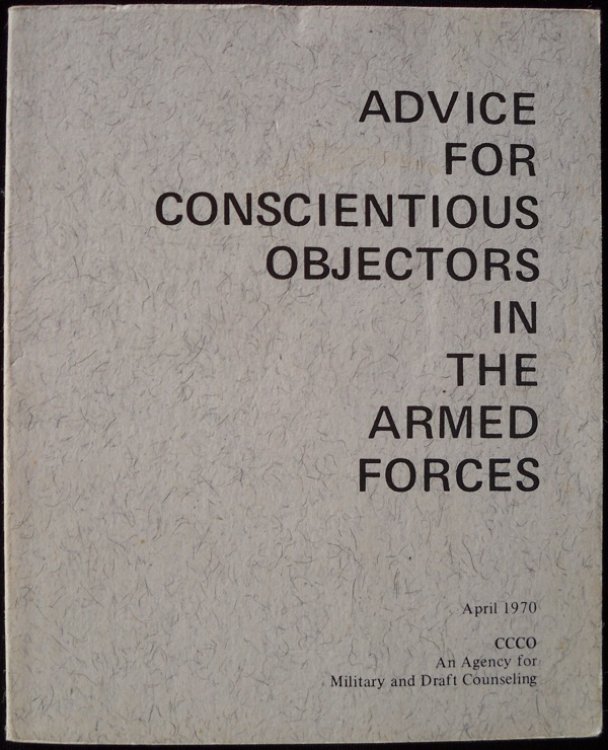 ADVICE
FOR
CONSCIENTIOUS
OBJECTORS
IN
THE
ARMED
FORCES
April 1970
CCCO
An Agency for
Military and Draft Counseling